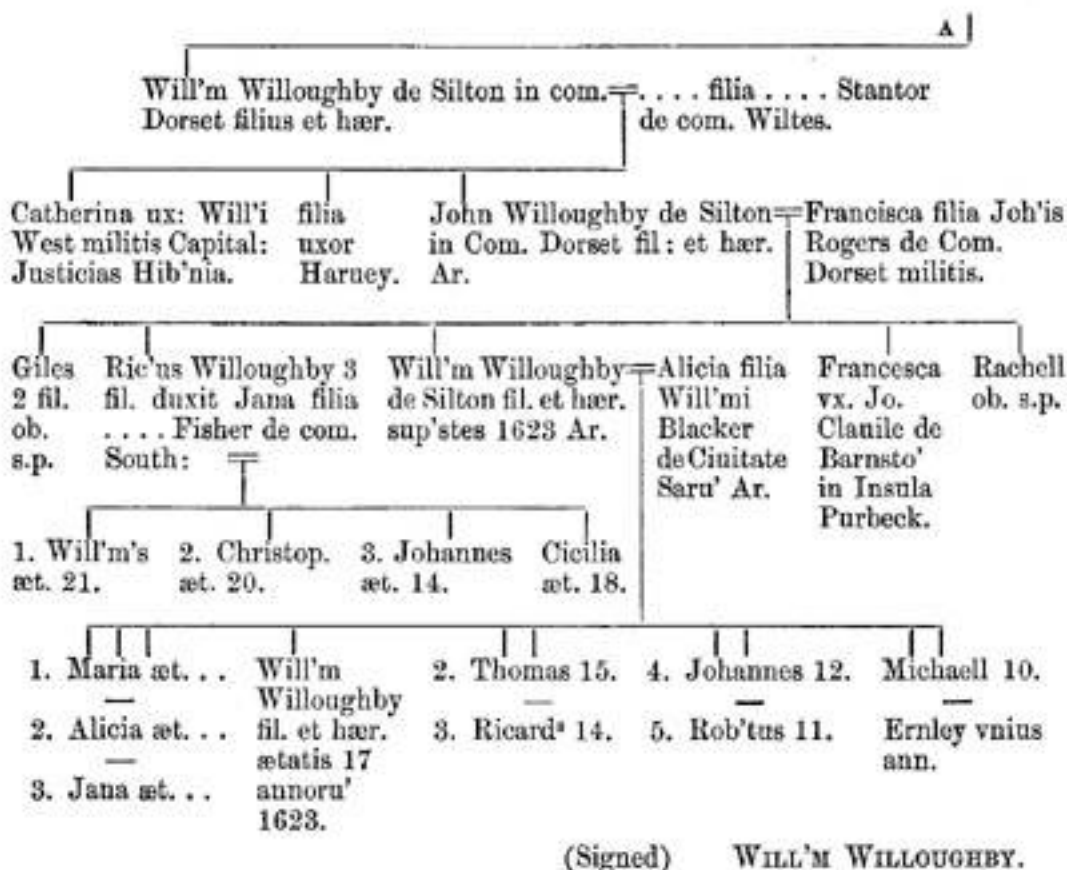 A
Will'm Willoughby de Silton in com. . . . . filia . . . . Stantor
Dorset filius et hær. de com. Wiltes.
Catherina ux: Will'i
West militis Capital:
Justicias Hib'nia.
filia
uxor
Haruey.
John Willoughby de Silton
in Com. Dorset fil: et hær.
Ar.
Francisca filia Joh'is
Rogers de Com.
Dorset militis.
Giles
2 fil.
ob.
s.p.
Ric'us Willoughby 3
fil. duxit Jana filia
. . . . Fisher de com.
South:
Will'm Willoughby
de Silton fil. et hær.
sup'stes 1623 Ar.
Alicia filia
Will'mi
Blacker
de Ciuitate
Saru' Ar.
Francesca
vx. Jo.
Clauile de
Barnsto'
in Insula
Purbeck.
Rachell
ob. s.p.
1. Will'm's
æt. 21.
2. Christop.
æt. 20.
3. Johannes
æt. 14.
Cicilia
æt. 18.
1. Maria æt. . .
2. Alicia æt. . .
3. Jana æt. . .
Will'm
Willoughby
fil. et hær.
ætatis 17
annoru'
1623.
2. Thomas 15.
3. Ricardˢ 14.
4. Johannes 12.
5. Rob'tus 11.
Michaell 10.
Ernley vnius
ann.
(Signed) WILL'M WILLOUGHBY.